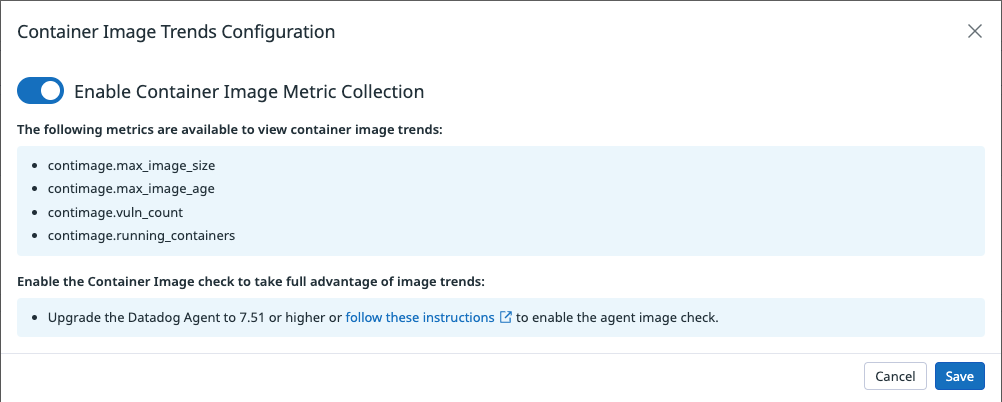 Container Image Trends Configuration
Enable Container Image Metric Collection
The following metrics are available to view container image trends:
contimage.max_image_size
contimage.max_image_age
contimage.vuln_count
contimage.running_containers
Enable the Container Image check to take full advantage of image trends:
Upgrade the Datadog Agent to 7.51 or higher or follow these instructions to enable the agent image check.
Cancel Save